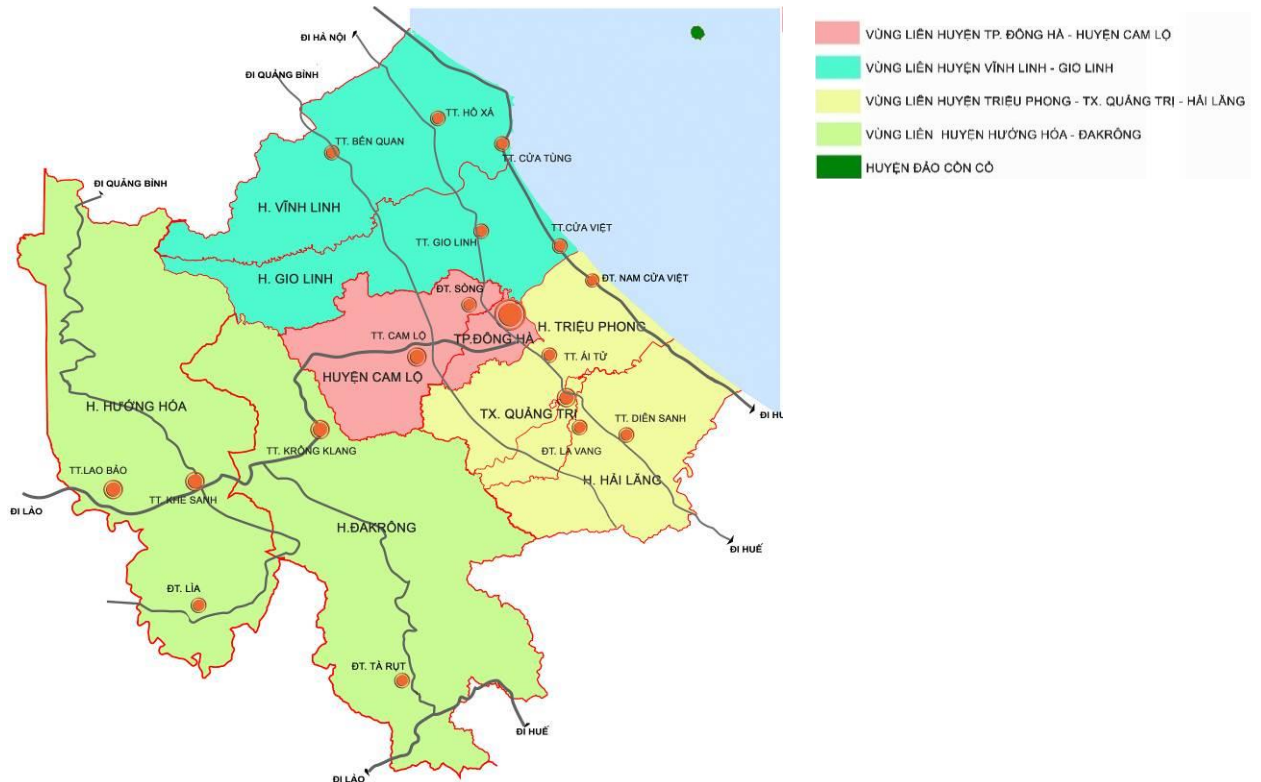 ĐI HÀ NỘI
VÙNG LIÊN HUYỆN TP. ĐÔNG HÀ - HUYỆN CAM LỘ
VÙNG LIÊN HUYỆN VĨNH LINH - GIO LINH
VÙNG LIÊN HUYỆN TRIỆU PHONG - TX. QUẢNG TRỊ - HẢI LĂNG
VÙNG LIÊN HUYỆN HƯỚNG HÓA - ĐAKRÔNG
HUYỆN ĐẢO CỒN CỎ
ĐI QUẢNG BÌNH
TT. HỒ XÁ
TT. BẾN QUAN
TT. CỬA TÙNG
ĐI QUẢNG BÌNH
H. VĨNH LINH
TT.CỬA VIỆT
TT. GIO LINH
H. GIO LINH
ĐT. NAM CỬA VIỆT
ĐT. SÒNG
H. TRIỆU PHONG
TT. CAM LỘ
TP.ĐÔNG HÀ
TT. ÁI TỬ
HUYỆN CAM LỘ
H. HƯỚNG HÓA
TX. QUẢNG TRỊ
TT. DIÊN SANH
ĐI HU
TT. KRÔNG KLANG
ĐT. LA VANG
TT.LAO BẢO
H. HẢI LĂNG
TT. KHE SANH
ĐI LÀO
H.ĐAKRÔNG
ĐI HUẾ
ĐT. LÌA
ĐT. TÀ RỤT
ĐI HUẾ
ĐI LÀO